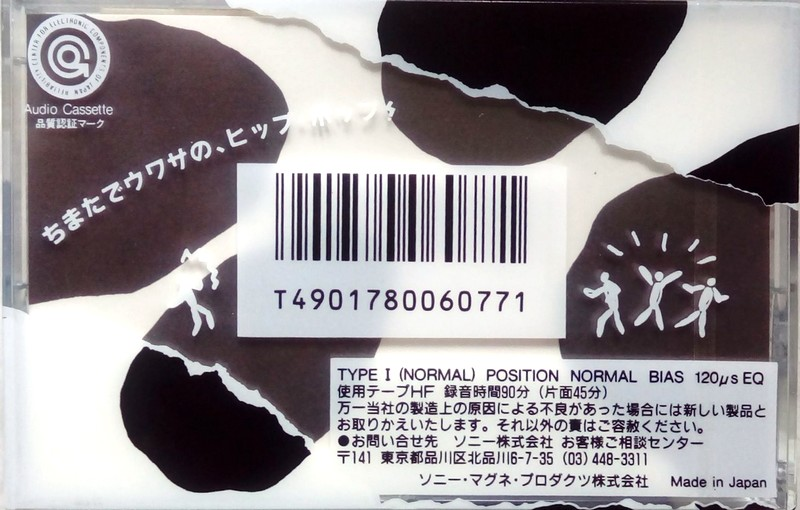 RELIABILITY CENTER FOR ELECTRONIC COMPONENTS OF JAPAN
Audio Cassette
品質認証マーク
ちまたでウワサの、ヒップ
T4901780060771
TYPE I (NORMAL) POSITION NORMAL BIAS 120μs EQ
使用テープHF 録音時間90分（片面45分）
万一当社の製造上の原因による不良があった場合には新しい製品と
お取りかえいたします。それ以外の責はご容赦ください。
●お問い合せ先 ソニー株式会社 お客様ご相談センター
〒141 東京都品川区北品川6-7-35 (03)448-3311
ソニー・マグネ・プロダクツ株式会社 Made in Japan